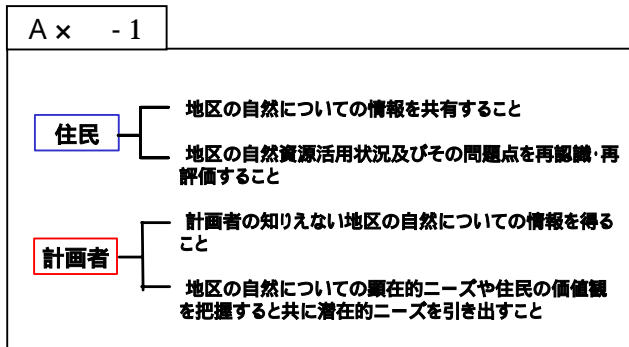 A× -1
住民
地区の自然についての情報を共有すること
地区の自然資源活用状況及びその問題点を再認識・再
評価すること
計画者
計画者の知りえない地区の自然についての情報を得る
こと
地区の自然についての顕在的ニーズや住民の価値観
を把握すると共に潜在的ニーズを引き出すこと